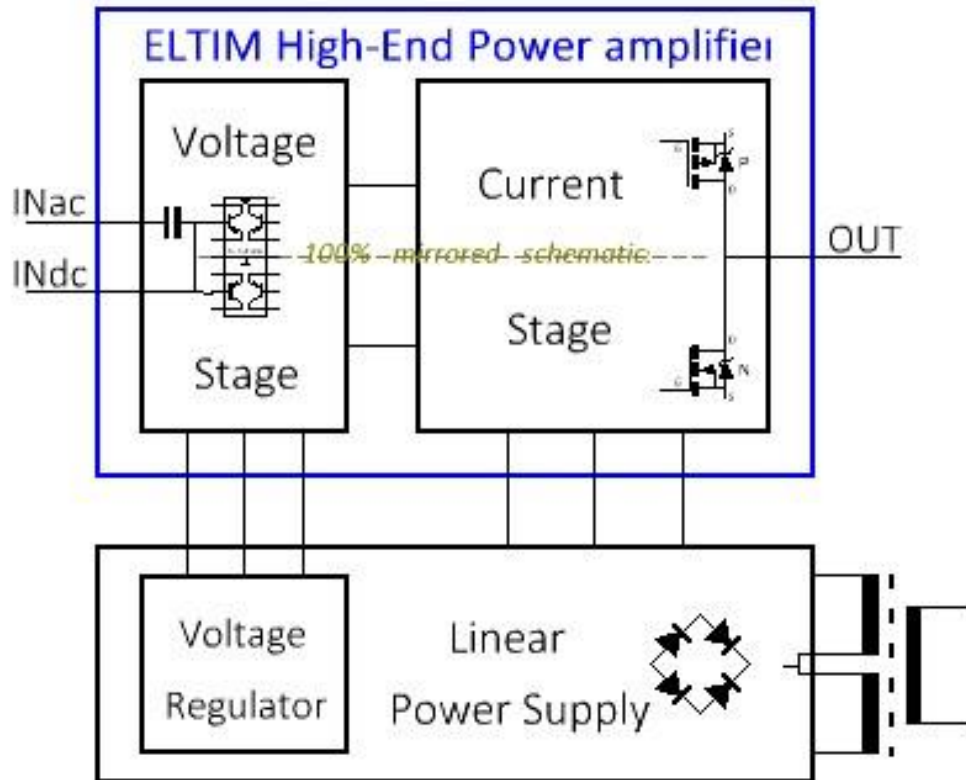 ELTIM High-End Power amplifier
Voltage
Stage
Current
Stage
S
G
P
D
INac
INdc
100% mirrored schematic
OUT
D
N
G
S
Voltage
Regulator
Linear
Power Supply